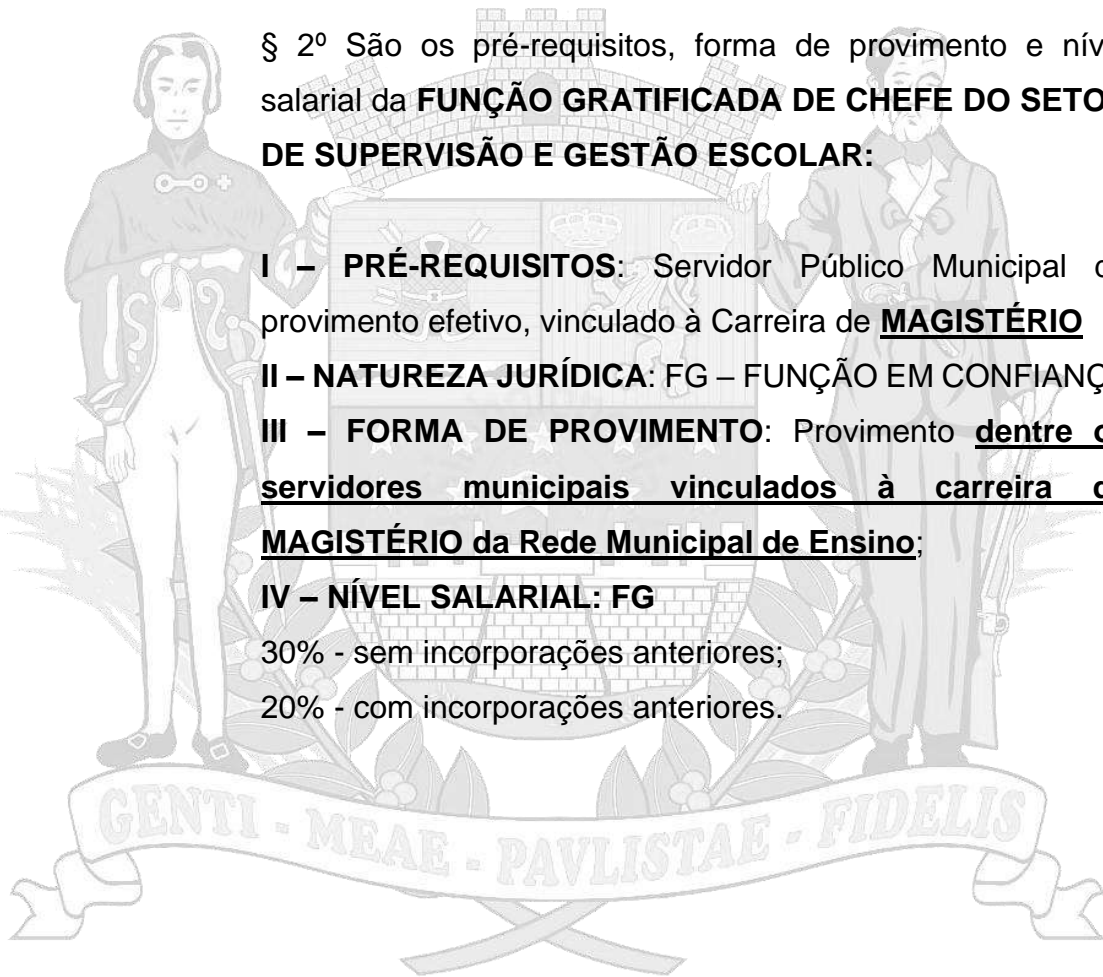 § 2º São os pré-requisitos, forma de provimento e nív
salarial da FUNÇÃO GRATIFICADA DE CHEFE DO SETO
DE SUPERVISÃO E GESTÃO ESCOLAR:
I – PRÉ-REQUISITOS: Servidor Público Municipal d
provimento efetivo, vinculado à Carreira de MAGISTÉRIO
II – NATUREZA JURÍDICA: FG – FUNÇÃO EM CONFIANÇ
III – FORMA DE PROVIMENTO: Provimento dentre o
servidores municipais vinculados à carreira d
MAGISTÉRIO da Rede Municipal de Ensino;
IV – NÍVEL SALARIAL: FG
30% - sem incorporações anteriores;
20% - com incorporações anteriores.
GENTI - MEAE - PAVLISTAE - FIDELIS